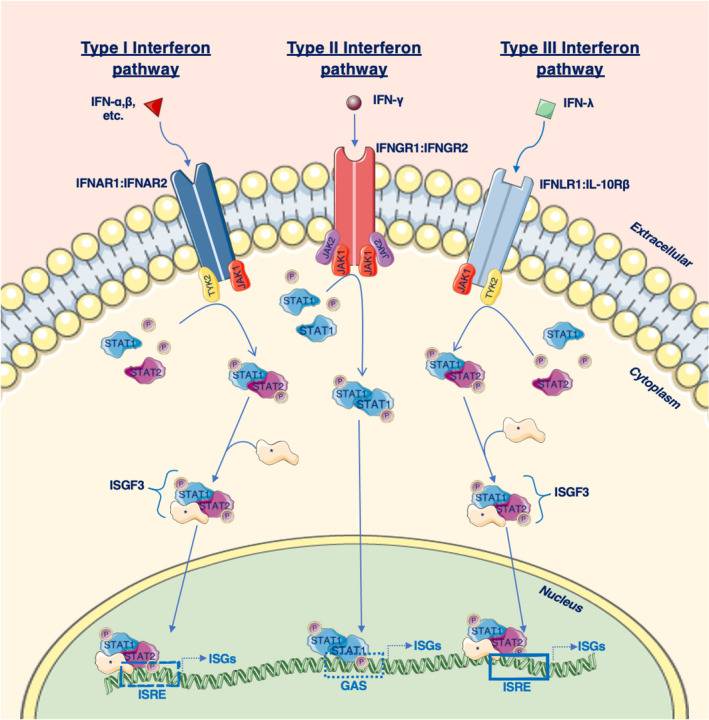 Type I Interferon
pathway
Type II Interferon
pathway
Type III Interferon
pathway
IFN-α,β,
etc.
IFN-γ
IFN-λ
IFNAR1:IFNAR2
IFNGR1:IFNGR2
IFNLR1:IL-10Rβ
Extracellular
TYK2
JAK1
JAK2
JAK1
JAK1
JAK2
JAK1
TYK2
Cytoplasm
P
STAT1
P
STAT1
P
STAT1
P
P
STAT2
STAT1
P
P
STAT2
P
STAT1
STAT2
P
P
STAT1
STAT1
P
P
STAT1
STAT2
P
ISGF3
P
STAT1
STAT2
P
P
STAT1
STAT2
P
ISGF3
Nucleus
P
STAT1
STAT2
P
ISGs
ISRE
P
STAT1
STAT1
P
ISGs
GAS
P
STAT1
STAT2
P
ISGs
ISRE